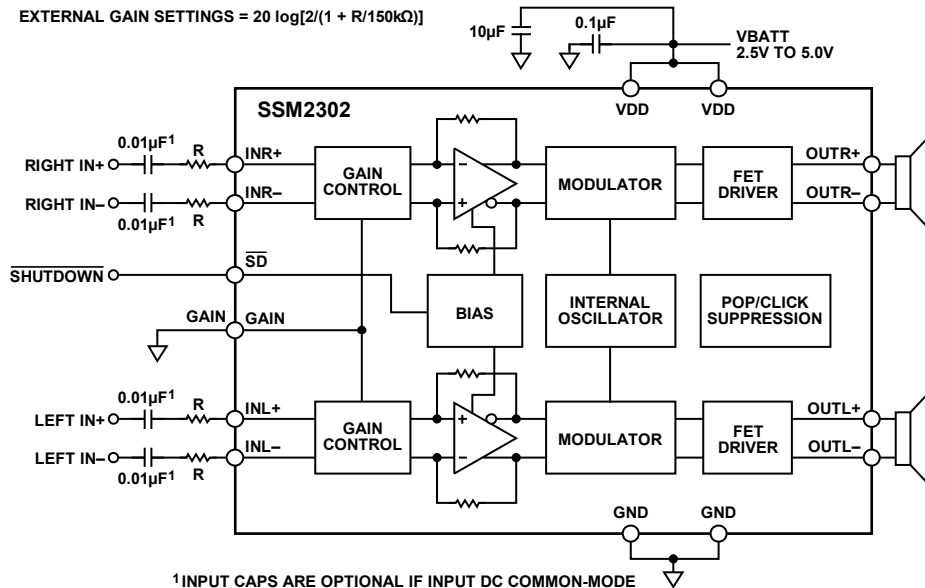 EXTERNAL GAIN SETTINGS = 20 log[2/(1 + R/150kΩ)]
10µF
0.1µF
VBATT
2.5V TO 5.0V
SSM2302
VDD
VDD
0.01µF¹
R
RIGHT IN+
INR+
RIGHT IN–
INR–
0.01µF¹
R
GAIN
CONTROL
MODULATOR
FET
DRIVER
OUTR+
OUTR–
SHUTDOWN
SD
BIAS
INTERNAL
OSCILLATOR
POP/CLICK
SUPPRESSION
GAIN
GAIN
0.01µF¹
R
LEFT IN+
INL+
LEFT IN–
INL–
0.01µF¹
R
GAIN
CONTROL
MODULATOR
FET
DRIVER
OUTL+
OUTL–
GND
GND
¹ INPUT CAPS ARE OPTIONAL IF INPUT DC COMMON-MODE